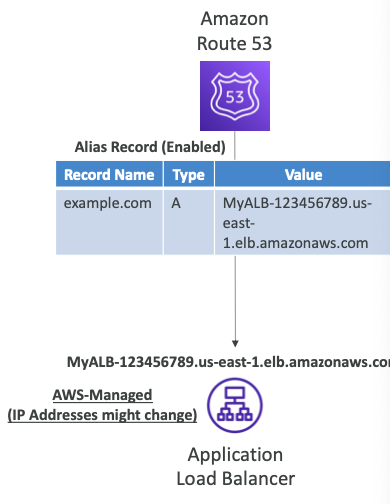 Amazon
Route 53
53
Alias Record (Enabled)
Record Name Type Value
example.com A MyALB-123456789.us-
east-
1.elb.amazonaws.com
MyALB-123456789.us-east-1.elb.amazonaws.co
AWS-Managed
(IP Addresses might change)
Application
Load Balancer